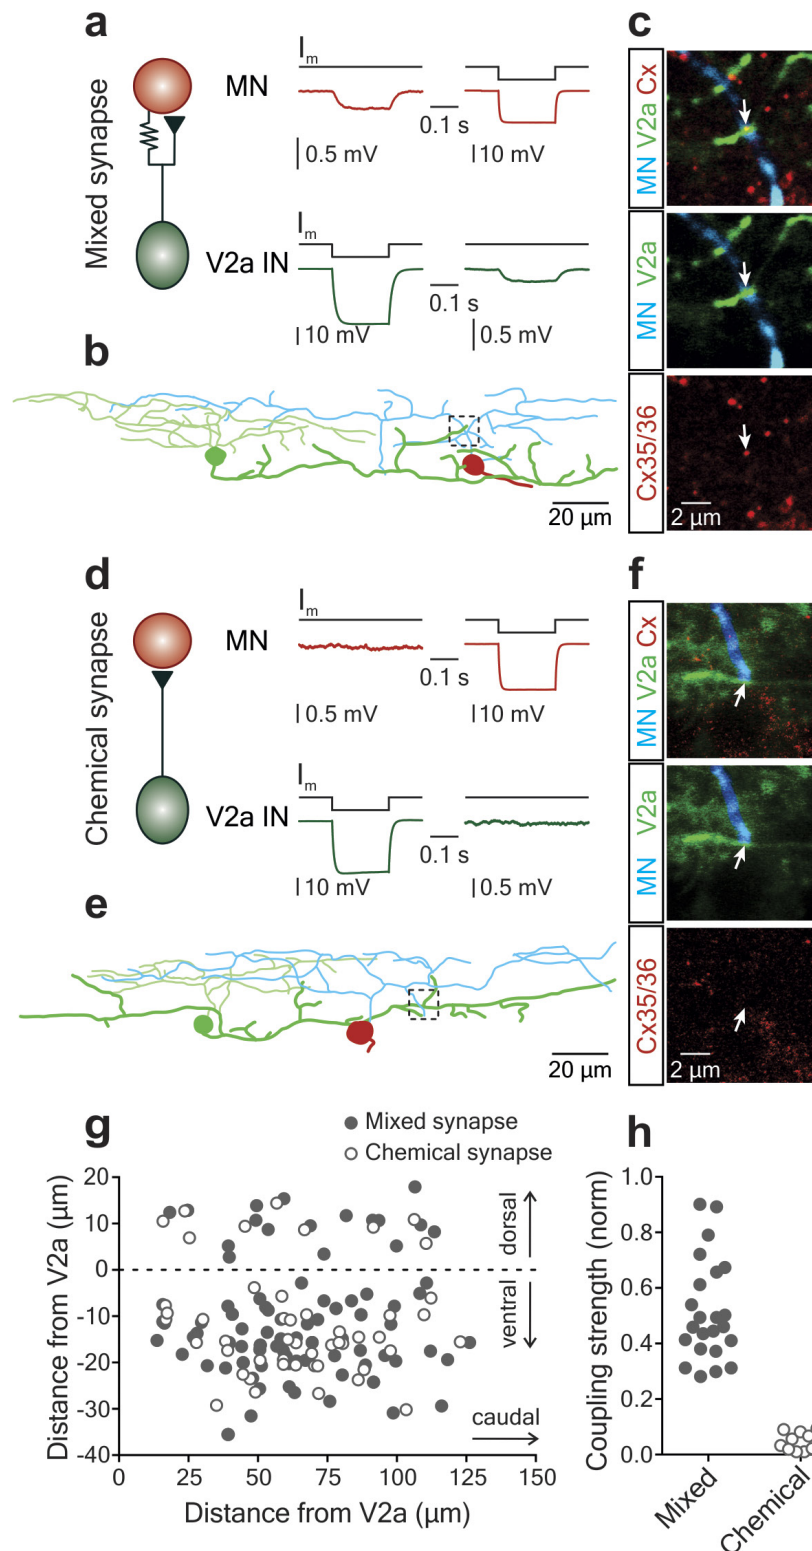 a
Mixed synapse
MN
Im
0.1 s
0.5 mV
10 mV
V2a IN
Im
0.1 s
10 mV
0.5 mV
b
20 µm
c
MN V2a Cx
MN V2a
Cx35/36
2 µm
d
Chemical synapse
MN
Im
0.1 s
0.5 mV
10 mV
V2a IN
Im
0.1 s
10 mV
0.5 mV
e
20 µm
f
MN V2a Cx
MN V2a
Cx35/36
2 µm
g
Mixed synapse
Chemical synapse
Distance from V2a (µm)
20
10
0
-10
-20
-30
-40
dorsal
ventral
caudal
0 25 50 75 100 125 150
Distance from V2a (µm)
h
Coupling strength (norm)
1.0
0.8
0.6
0.4
0.2
0.0
Mixed
Chemical